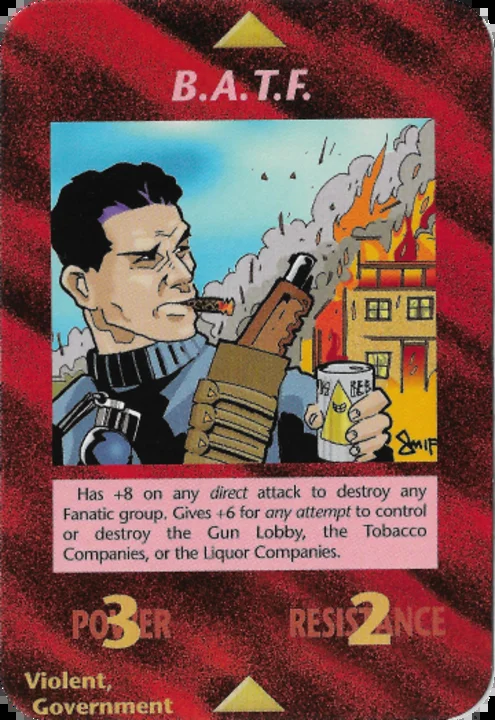 B.A.T.F.
SMIF
Has +8 on any direct attack to destroy any
Fanatic group. Gives +6 for any attempt to control
or destroy the Gun Lobby, the Tobacco
Companies, or the Liquor Companies.
POWER 3
RESISTANCE 2
Violent,
Government